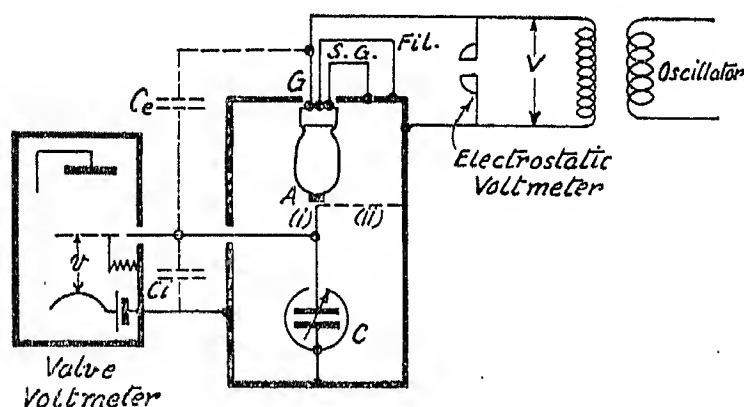 S.G.
Fil.
G
Ce
V
Oscillator
Electrostatic
Voltmeter
A
(i)
(ii)
v
Ci
C
Valve
Voltmeter